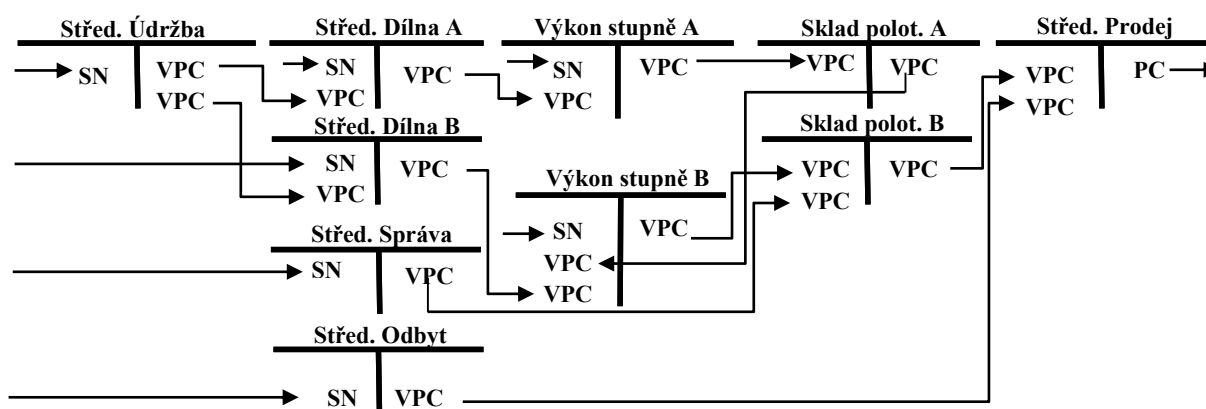 Střed. Údržba
SN VPC
VPC
Střed. Dílna A
SN VPC
VPC
Výkon stupně A
SN VPC
VPC
Sklad polot. A
VPC VPC
Střed. Prodej
VPC PC
VPC
Střed. Dílna B
SN VPC
VPC
Sklad polot. B
VPC VPC
VPC
Výkon stupně B
SN VPC
VPC
VPC
Střed. Správa
SN VPC
Střed. Odbyt
SN VPC